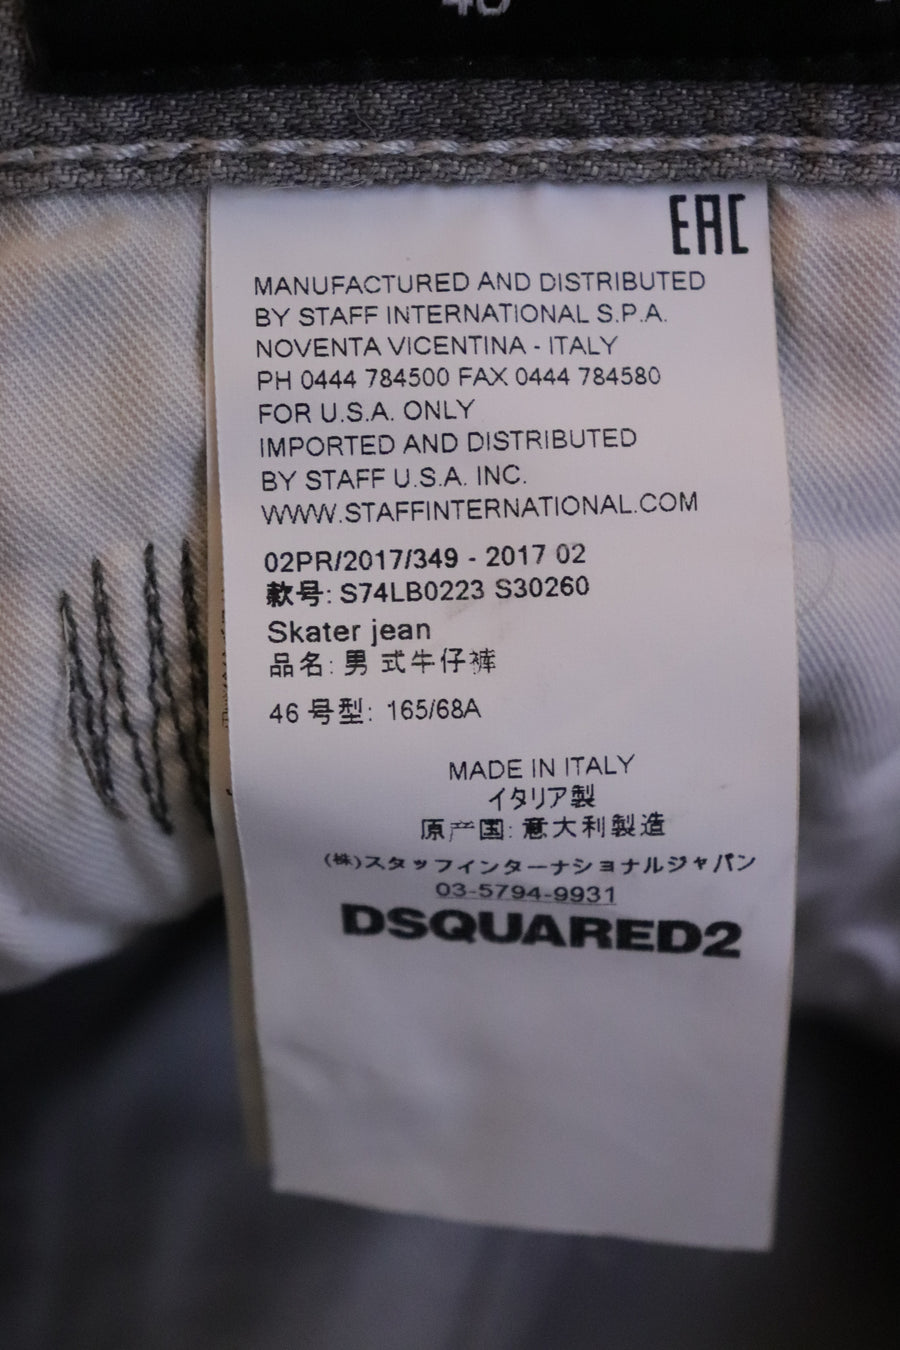 EAC
MANUFACTURED AND DISTRIBUTED
BY STAFF INTERNATIONAL S.P.A.
NOVENTA VICENTINA - ITALY
PH 0444 784500 FAX 0444 784580
FOR U.S.A. ONLY
IMPORTED AND DISTRIBUTED
BY STAFF U.S.A. INC.
WWW.STAFFINTERNATIONAL.COM
02PR/2017/349 - 2017 02
款号: S74LB0223 S30260
Skater jean
品名: 男 式牛仔裤
46 号型: 165/68A
MADE IN ITALY
イタリア製
原产国: 意大利製造
(株)スタッフインターナショナルジャパン
03-5794-9931
DSQUARED2